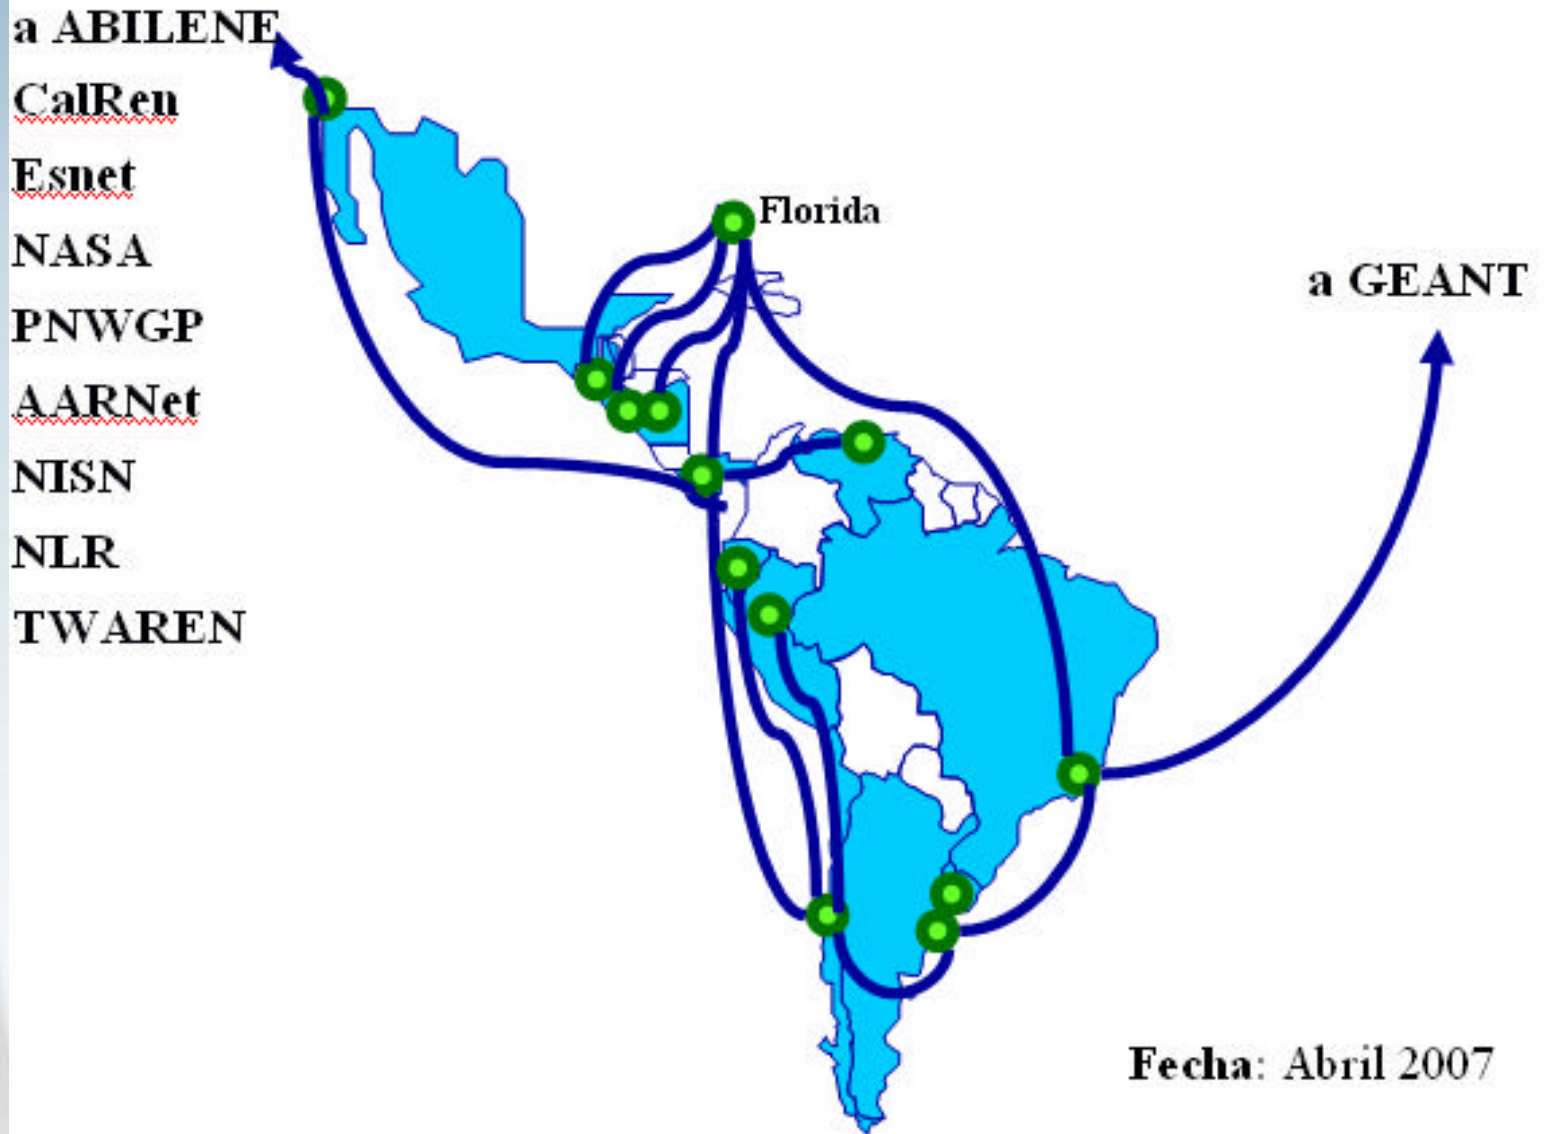 a ABILENE
CalRen
Esnet
NASA
PNWGP
AARNet
NISN
NLR
TWAREN
Florida
a GEANT
Fecha: Abril 2007